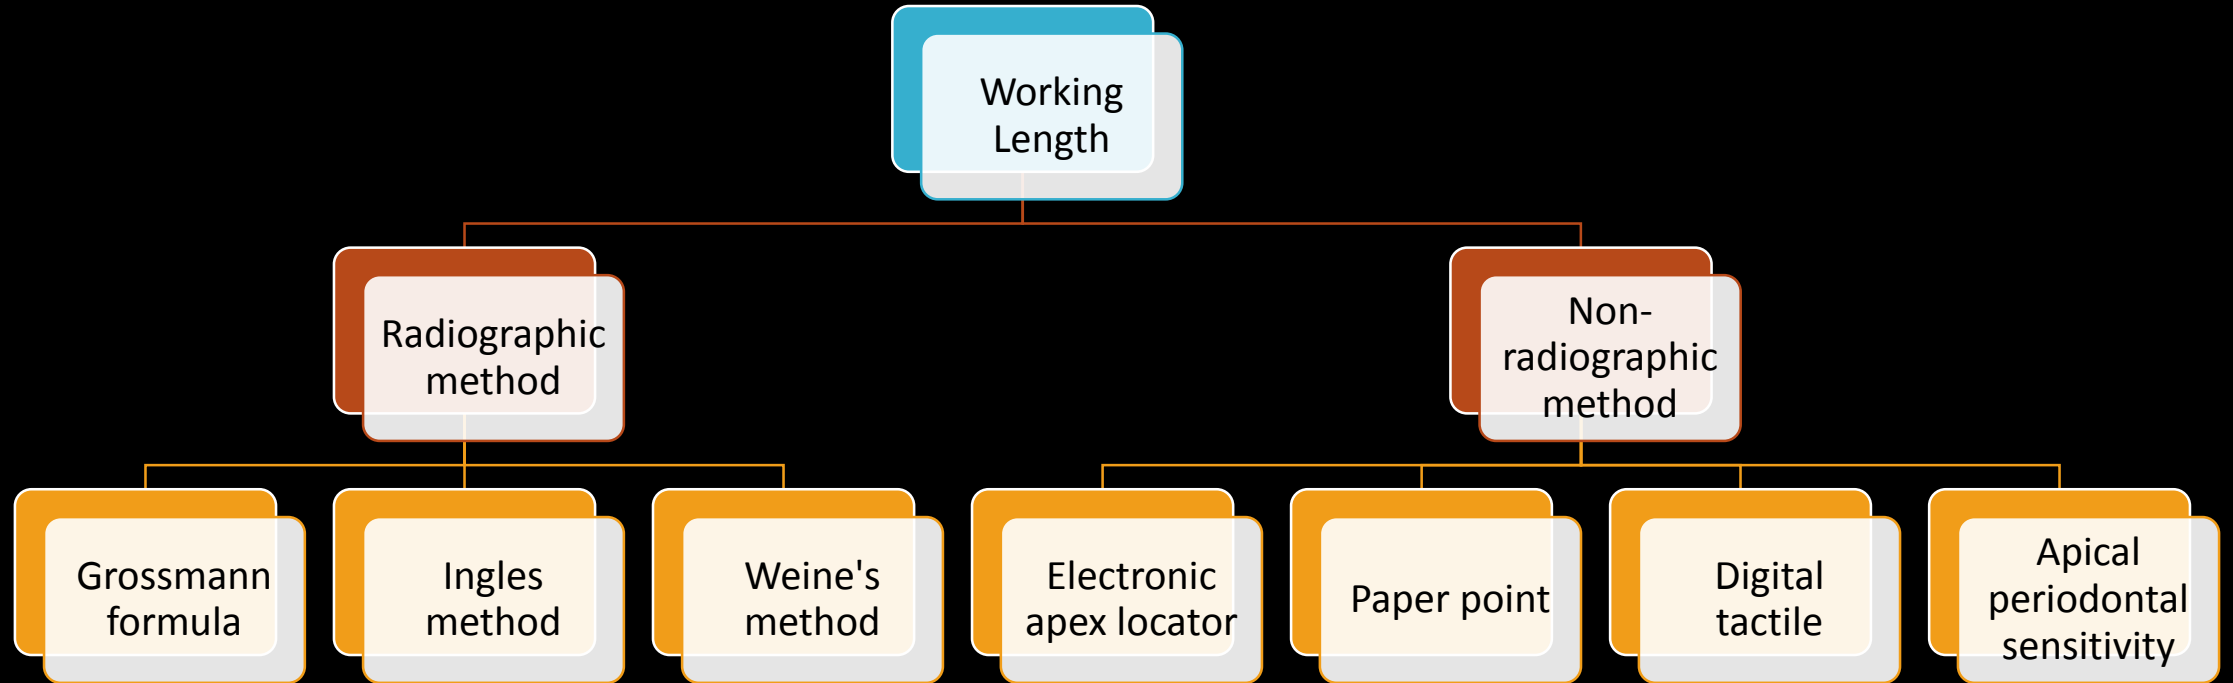 Working
Length
Radiographic
method
Non-
radiographic
method
Grossmann
formula
Ingles
method
Weine's
method
Electronic
apex locator
Paper point
Digital
tactile
Apical
periodontal
sensitivity